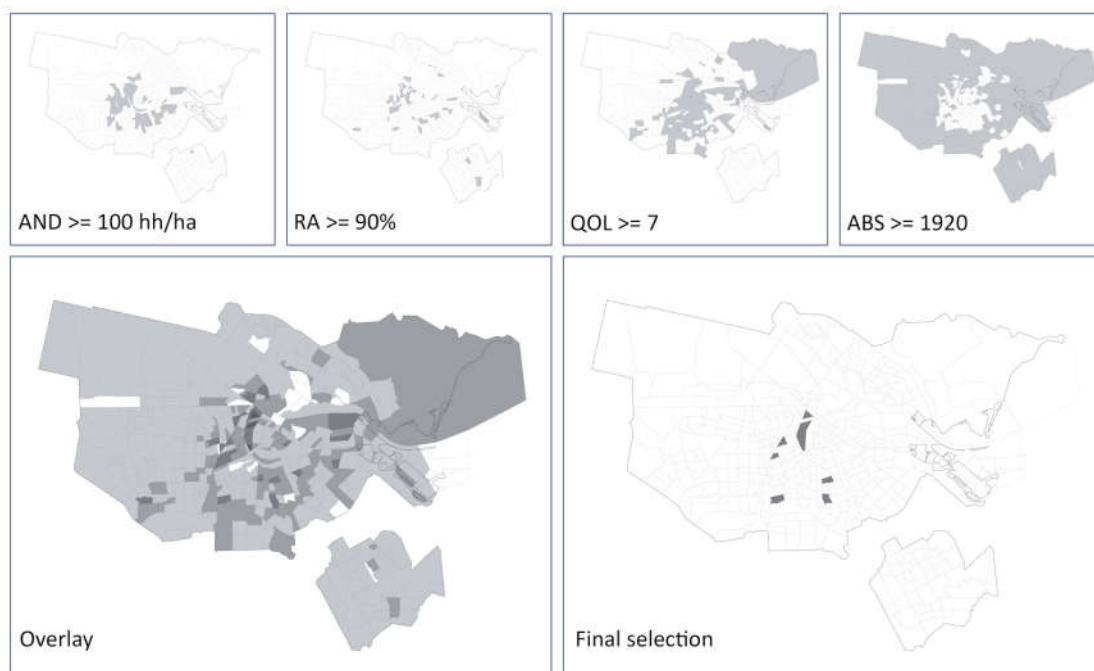 AND >= 100 hh/ha
RA >= 90%
QOL >= 7
ABS >= 1920
Overlay
Final selection